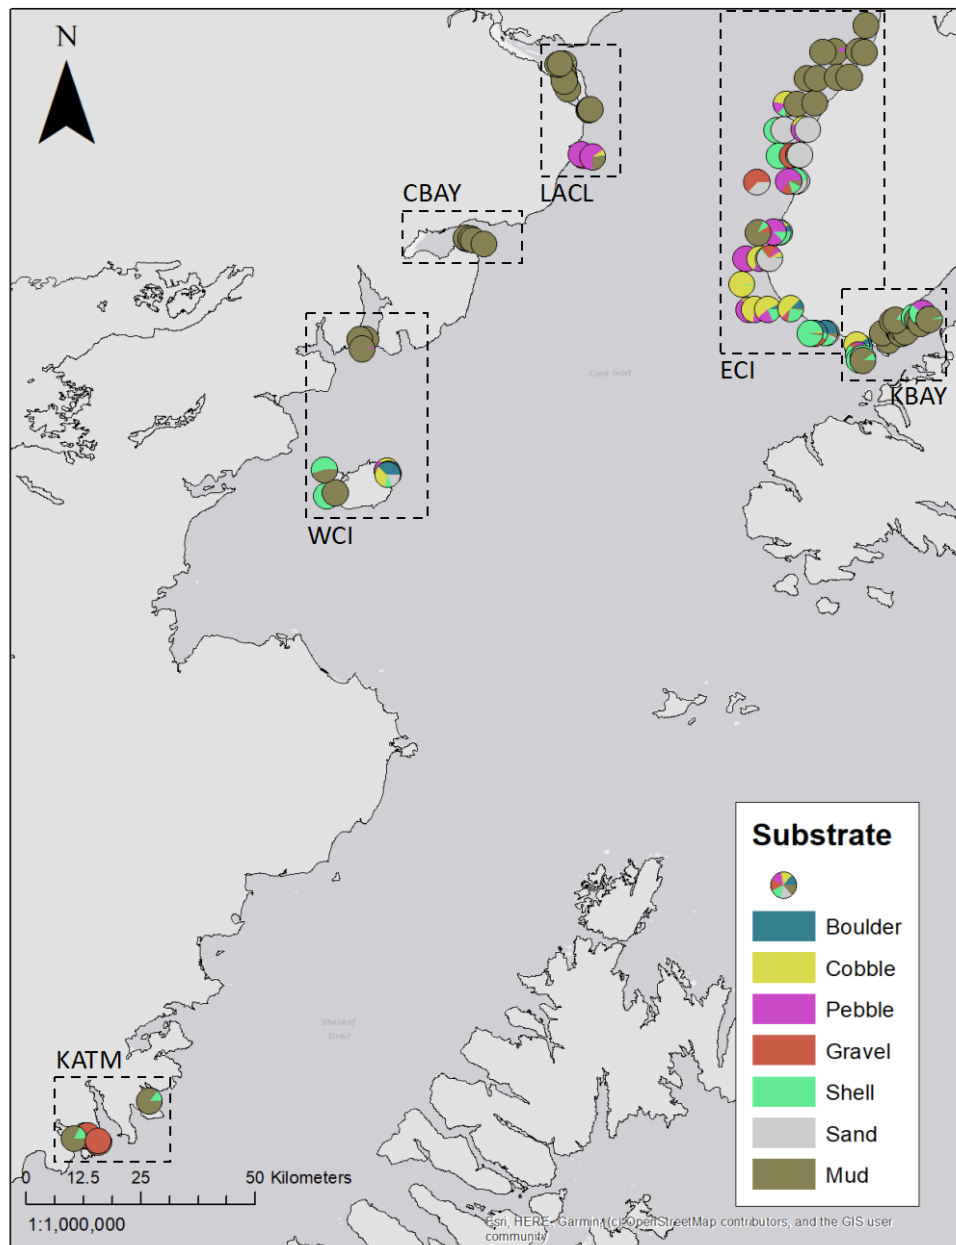 N
CBAY
LACL
ECI
KBAY
Cook Inlet
WCI
Shelikof
Strait
KATM
0 12.5 25 50 Kilometers
1:1,000,000
Substrate
Boulder
Cobble
Pebble
Gravel
Shell
Sand
Mud
Esri, HERE, Garmin, (c) OpenStreetMap contributors, and the GIS user
community